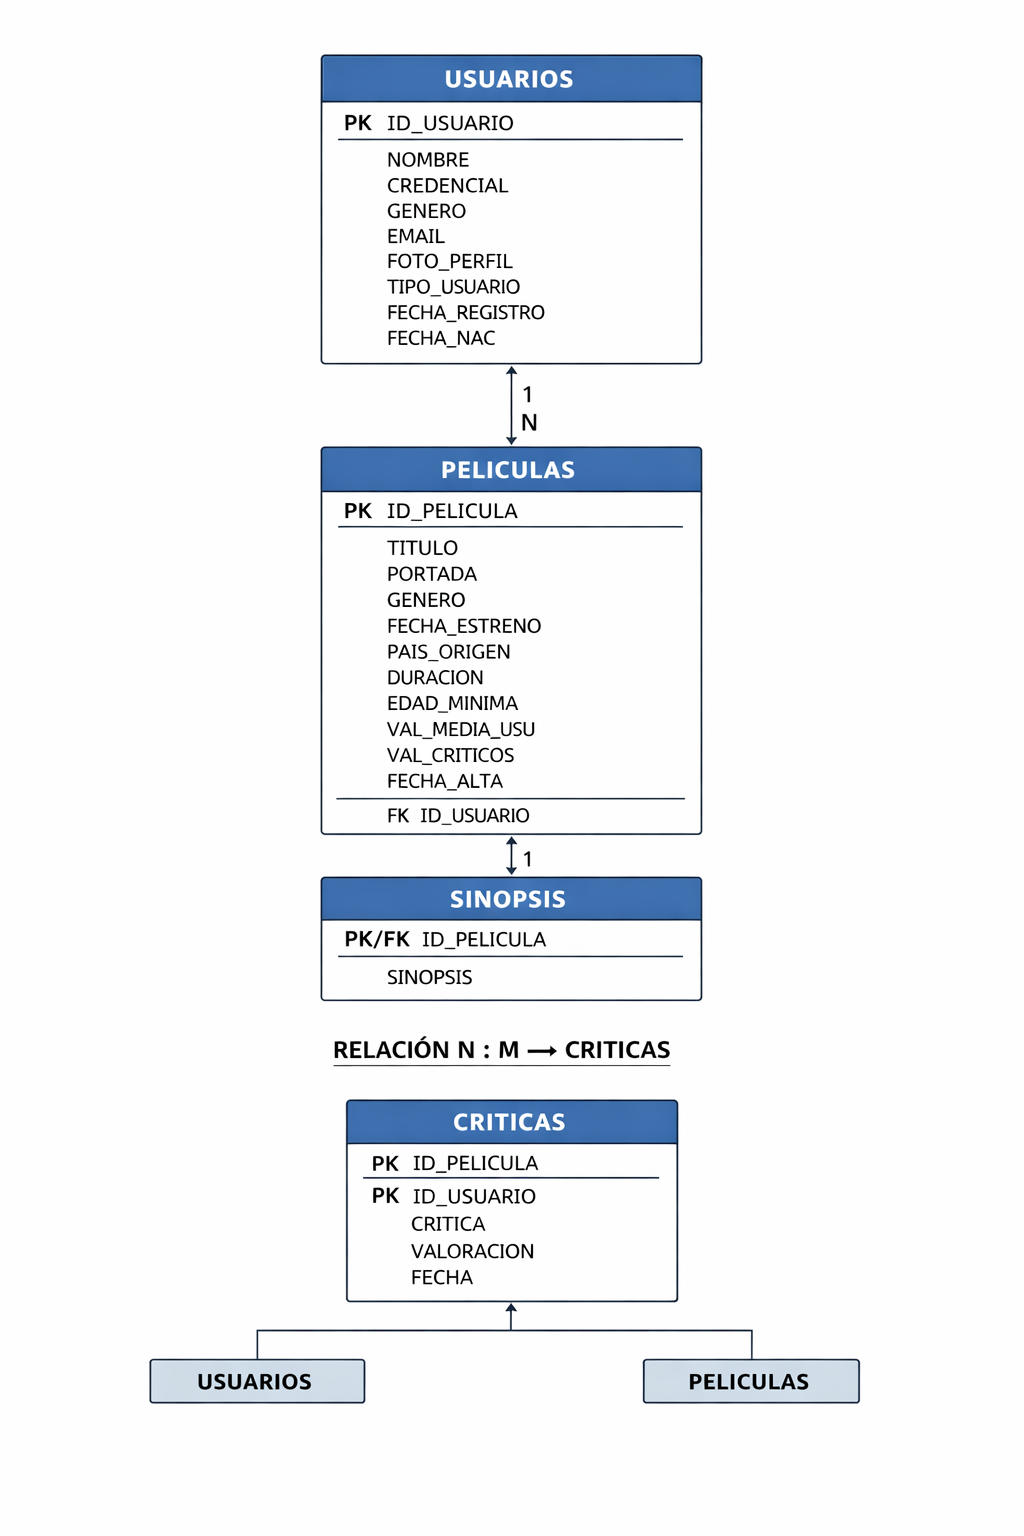 USUARIOS
PK ID_USUARIO
NOMBRE
CREDENCIAL
GENERO
EMAIL
FOTO_PERFIL
TIPO_USUARIO
FECHA_REGISTRO
FECHA_NAC
1
N
PELICULAS
PK ID_PELICULA
TITULO
PORTADA
GENERO
FECHA_ESTRENO
PAIS_ORIGEN
DURACION
EDAD_MINIMA
VAL_MEDIA_USU
VAL_CRITICOS
FECHA_ALTA
FK ID_USUARIO
1
SINOPSIS
PK/FK ID_PELICULA
SINOPSIS
RELACIÓN N : M → CRITICAS
CRITICAS
PK ID_PELICULA
PK ID_USUARIO
CRITICA
VALORACION
FECHA
USUARIOS
PELICULAS